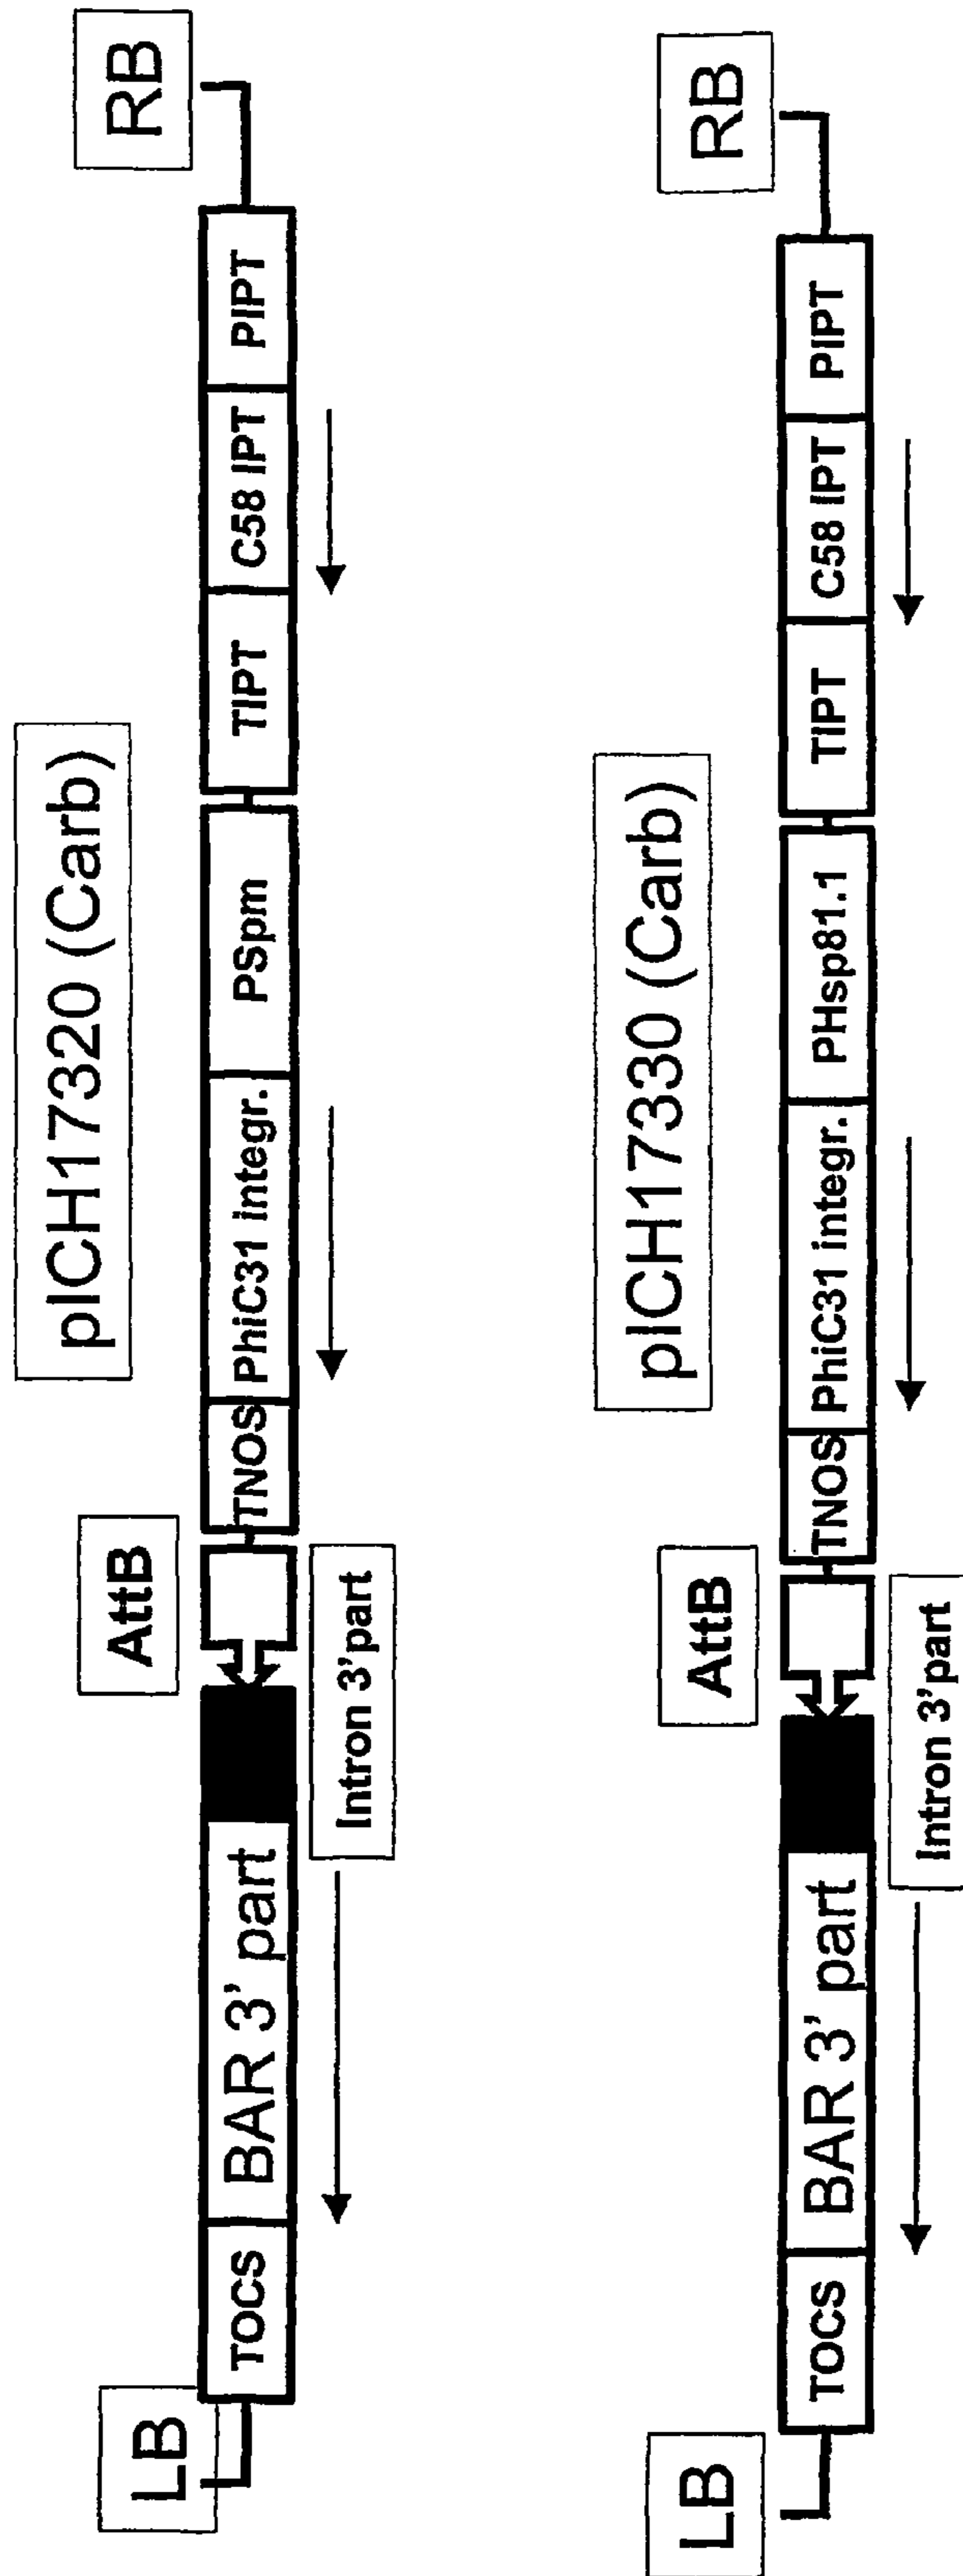 pICH17320 (Carb)
LB
TOCS
BAR 3' part
Intron 3'part
AttB
TNOS
PhiC31 integr.
PSpm
TIPT
C58 IPT
PIPT
RB
pICH17330 (Carb)
LB
TOCS
BAR 3' part
Intron 3'part
AttB
TNOS
PhiC31 integr.
PHsp81.1
TIPT
C58 IPT
PIPT
RB